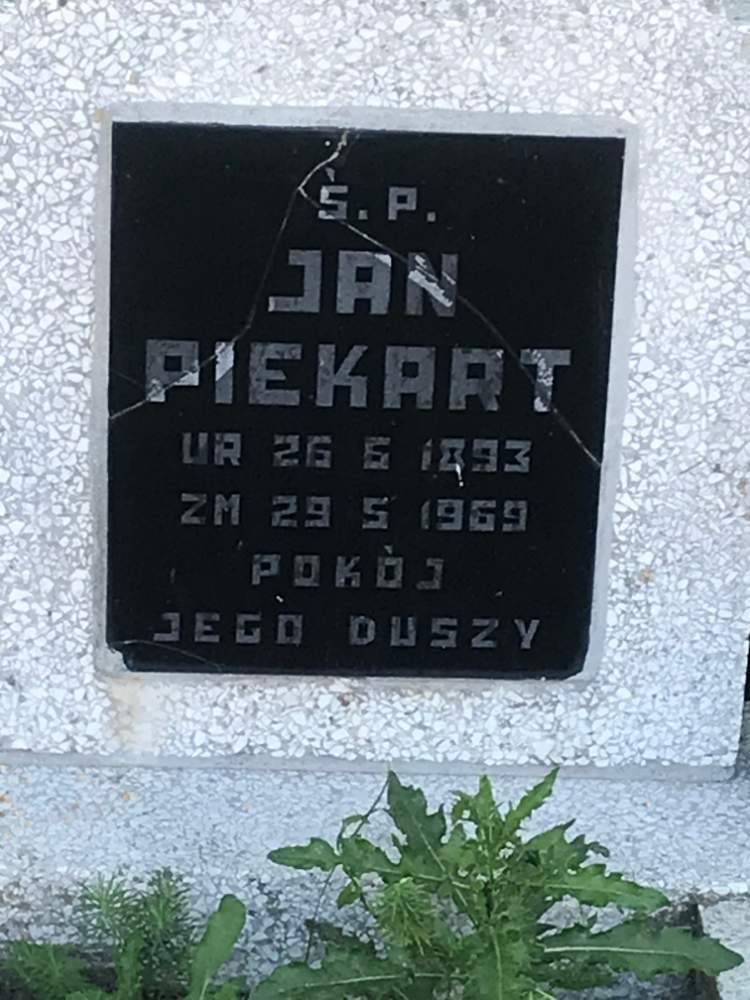 Ś. P.
JAN
PIEKART
UR 26 6 1893
ZM 29 5 1969
POKÓJ
JEGO DUSZY